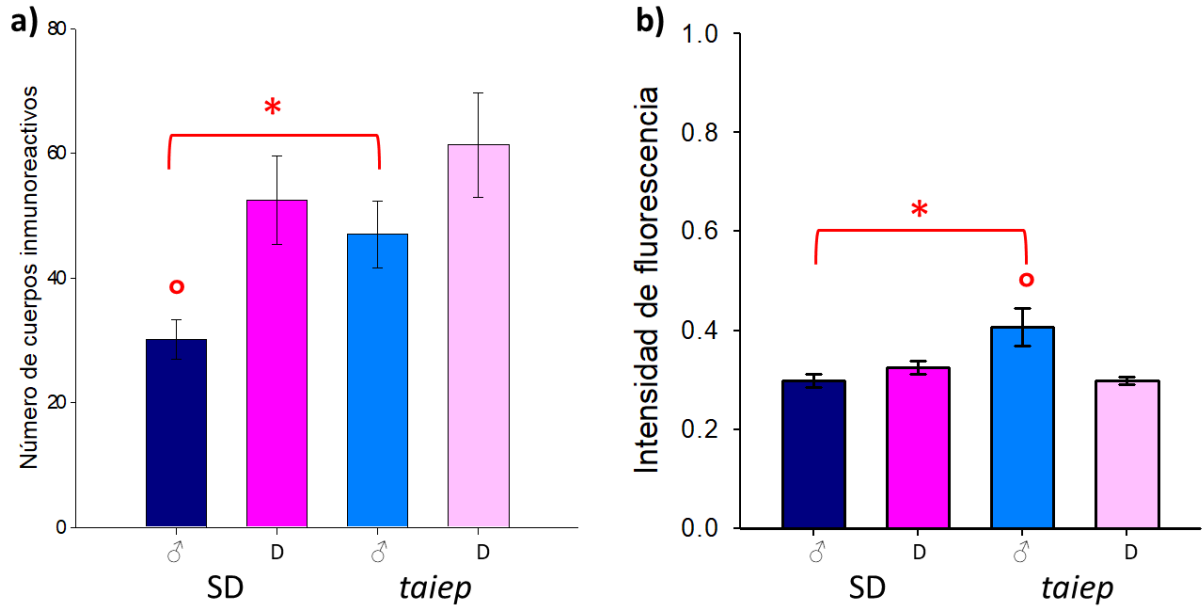 a)
Número de cuerpos inmunoreactivos
80
60
40
20
0
*
♂ D ♂ D
SD taiep
b)
Intensidad de fluorescencia
1.0
0.8
0.6
0.4
0.2
0.0
*
♂ D ♂ D
SD taiep